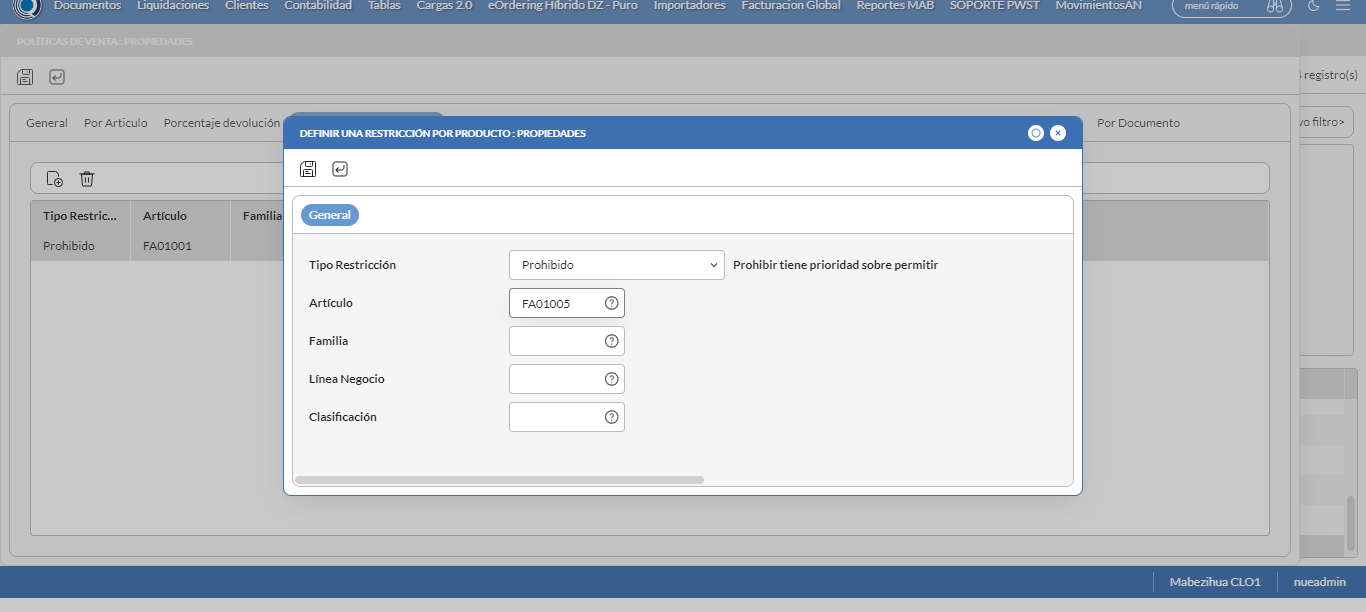 Documentos Liquidaciones Clientes Contabilidad Tablas Cargas 2.0 eOrdering Híbrido DZ - Puro Importadores Facturacion Global Reportes MAB SOPORTE PWST MovimientosAN menú rápido
POLÍTICAS DE VENTA : PROPIEDADES
registro(s)
General Por Articulo Porcentaje devolución Por Documento
filtro>
DEFINIR UNA RESTRICCIÓN POR PRODUCTO : PROPIEDADES
General
Tipo Restric... Artículo Familia
Prohibido FA01001
Tipo Restricción Prohibido Prohibir tiene prioridad sobre permitir
Artículo FA01005
Familia
Línea Negocio
Clasificación
Mabezihua CLO1 nueadmin